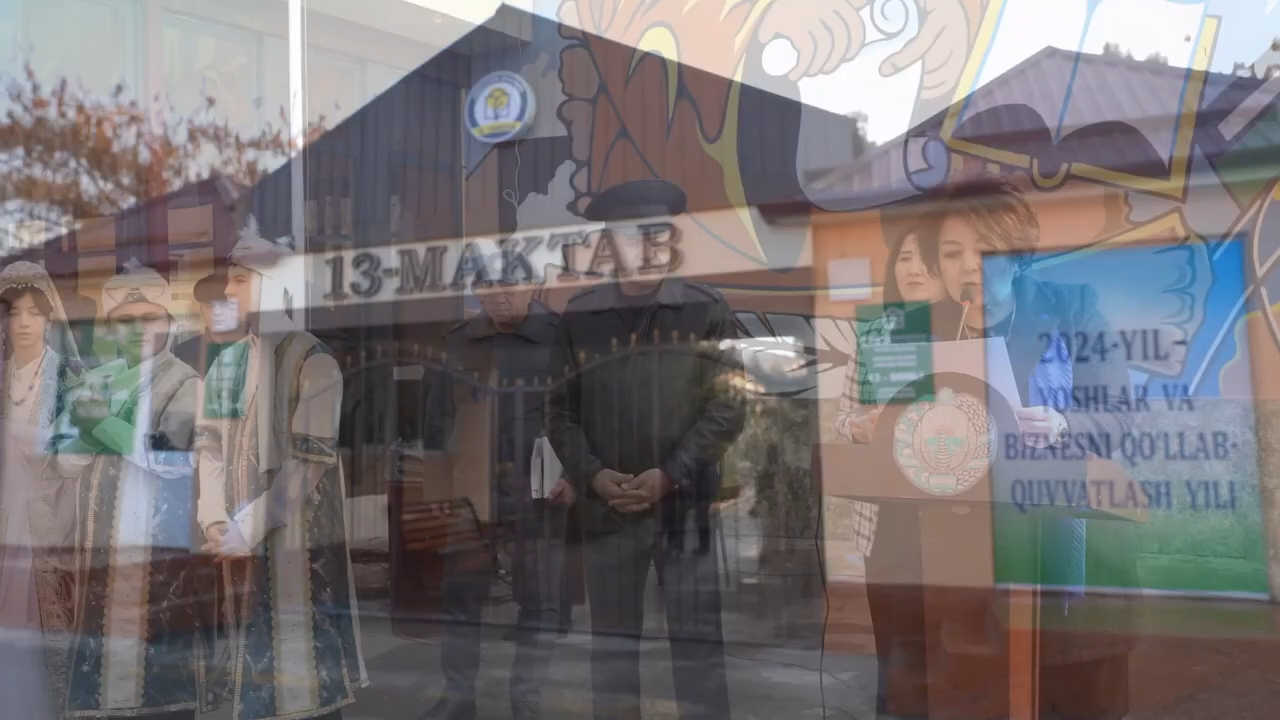 13-MAKTAB
2024-YIL-
YOSHLAR VA
BIZNESNI QO'LLAB-
QUVVATLASH YILI